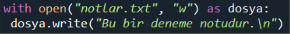 with open("notlar.txt", "w") as dosya:
dosya.write("Bu bir deneme notudur.\n")